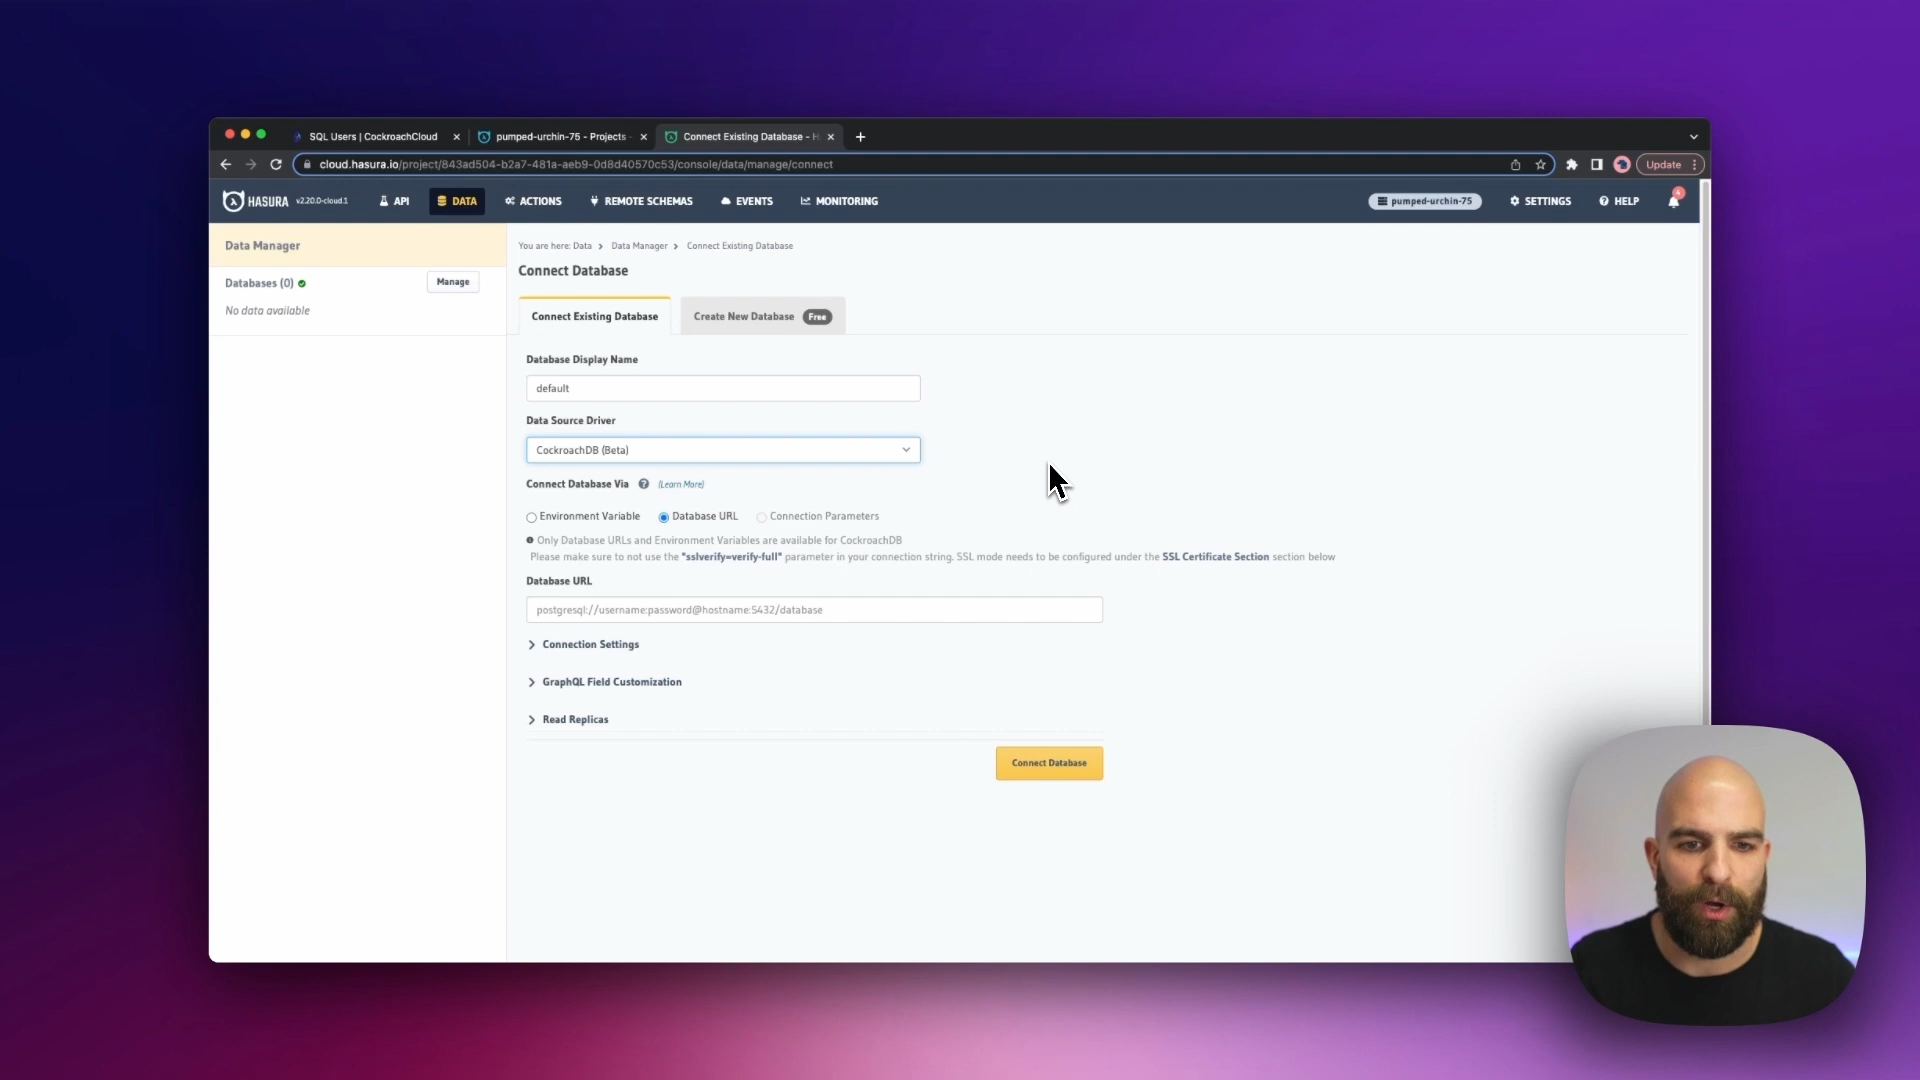 SQL Users | CockroachCloud
pumped-urchin-75 - Projects
Connect Existing Database - H
cloud.hasura.io/project/843ad504-b2a7-481a-aeb9-0d8d40570c53/console/data/manage/connect
Update
HASURA v2.20.0-cloud.1
API
DATA
ACTIONS
REMOTE SCHEMAS
EVENTS
MONITORING
pumped-urchin-75
SETTINGS
HELP
4
Data Manager
Databases (0)
Manage
No data available
You are here: Data > Data Manager > Connect Existing Database
Connect Database
Connect Existing Database
Create New Database Free
Database Display Name
default
Data Source Driver
CockroachDB (Beta)
Connect Database Via (Learn More)
Environment Variable Database URL Connection Parameters
Only Database URLs and Environment Variables are available for CockroachDB
Please make sure to not use the "sslverify=verify-full" parameter in your connection string. SSL mode needs to be configured under the SSL Certificate Section section below
Database URL
postgresql://username:password@hostname:5432/database
Connection Settings
GraphQL Field Customization
Read Replicas
Connect Database